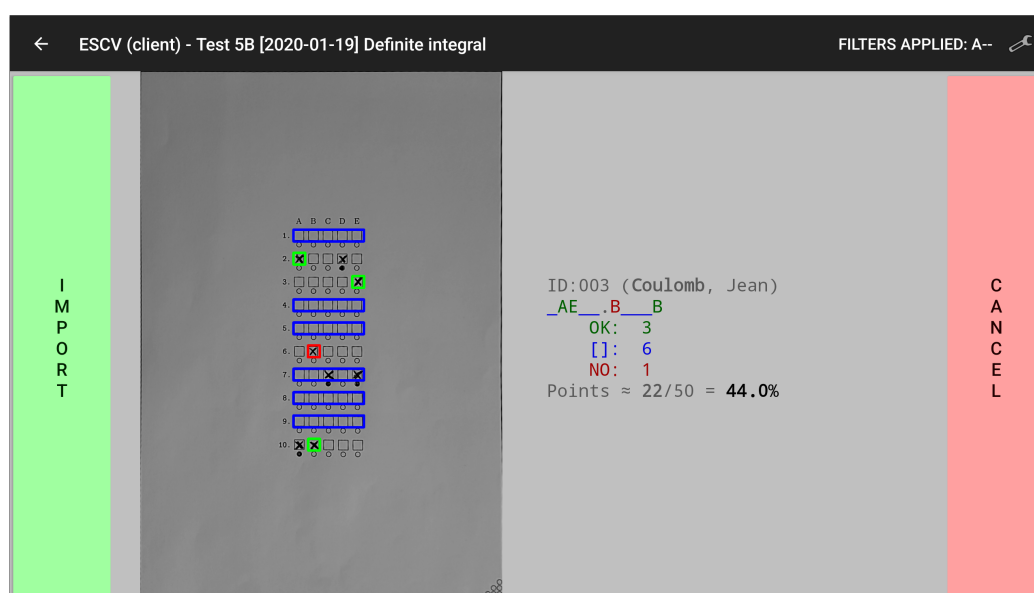 ← ESCV (client) - Test 5B [2020-01-19] Definite integral
FILTERS APPLIED: A--
IMPORT
A B C D E
1.
2.
3.
4.
5.
6.
7.
8.
9.
10.
ID:003 (Coulomb, Jean)
_AE__.B___B
OK: 3
[]: 6
NO: 1
Points ≈ 22/50 = 44.0%
CANCEL